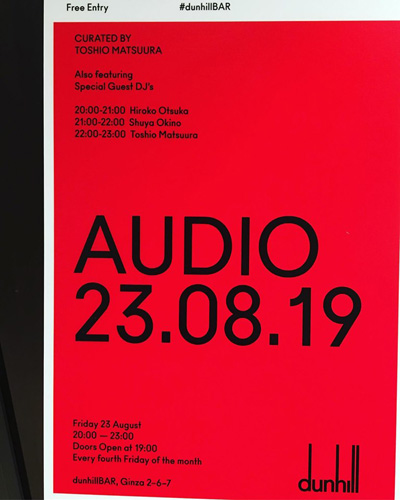 Free Entry #dunhillBAR
CURATED BY
TOSHIO MATSUURA
Also featuring
Special Guest DJ's
20:00-21:00 Hiroko Otsuka
21:00-22:00 Shuya Okino
22:00-23:00 Toshio Matsuura
AUDIO
23.08.19
Friday 23 August
20:00 — 23:00
Doors Open at 19:00
Every fourth Friday of the month
dunhillBAR, Ginza 2-6-7
dunhill